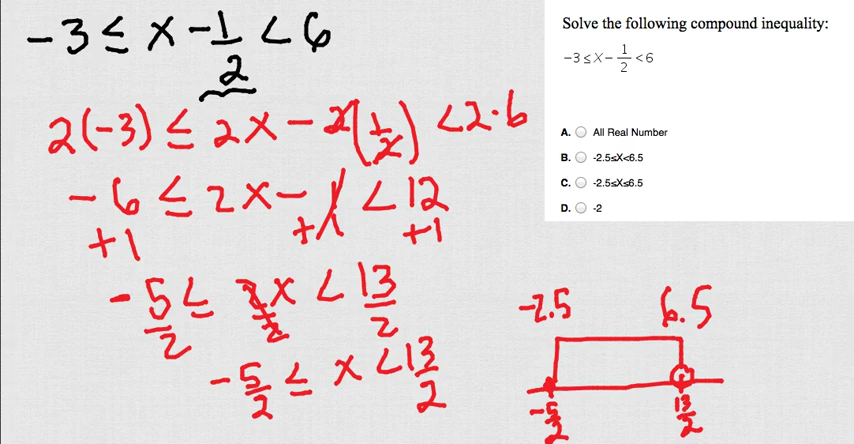 -3 ≤ x - 1/2 < 6
2(-3) ≤ 2x - 2(1/2) < 2·6
-6 ≤ 2x - 1 < 12
+1 +1 +1
-5/2 ≤ 2x/2 < 13/2
-5/2 ≤ x < 13/2
Solve the following compound inequality:
-3≤X-1/2<6
A. All Real Number
B. -2.5≤X<6.5
C. -2.5≤X≤6.5
D. -2
-2.5 6.5
-5/2 13/2